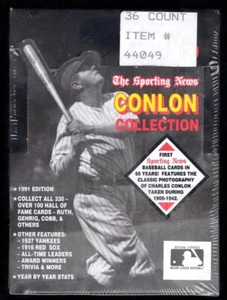 36 COUNT
ITEM #
44049
The Sporting News
CONLON
COLLECTION
FIRST
Sporting News
BASEBALL CARDS IN
65 YEARS! FEATURES THE
CLASSIC PHOTOGRAPHY
OF CHARLES CONLON
TAKEN DURING
1905-1942.
• 1991 EDITION
• COLLECT ALL 330 -
OVER 100 HALL OF
FAME CARDS - RUTH,
GEHRIG, COBB, &
OTHERS
• OTHER FEATURES:
• 1927 YANKEES
• 1916 RED SOX
• ALL-TIME LEADERS
• AWARD WINNERS
• TRIVIA & MORE
• YEAR BY YEAR STATS